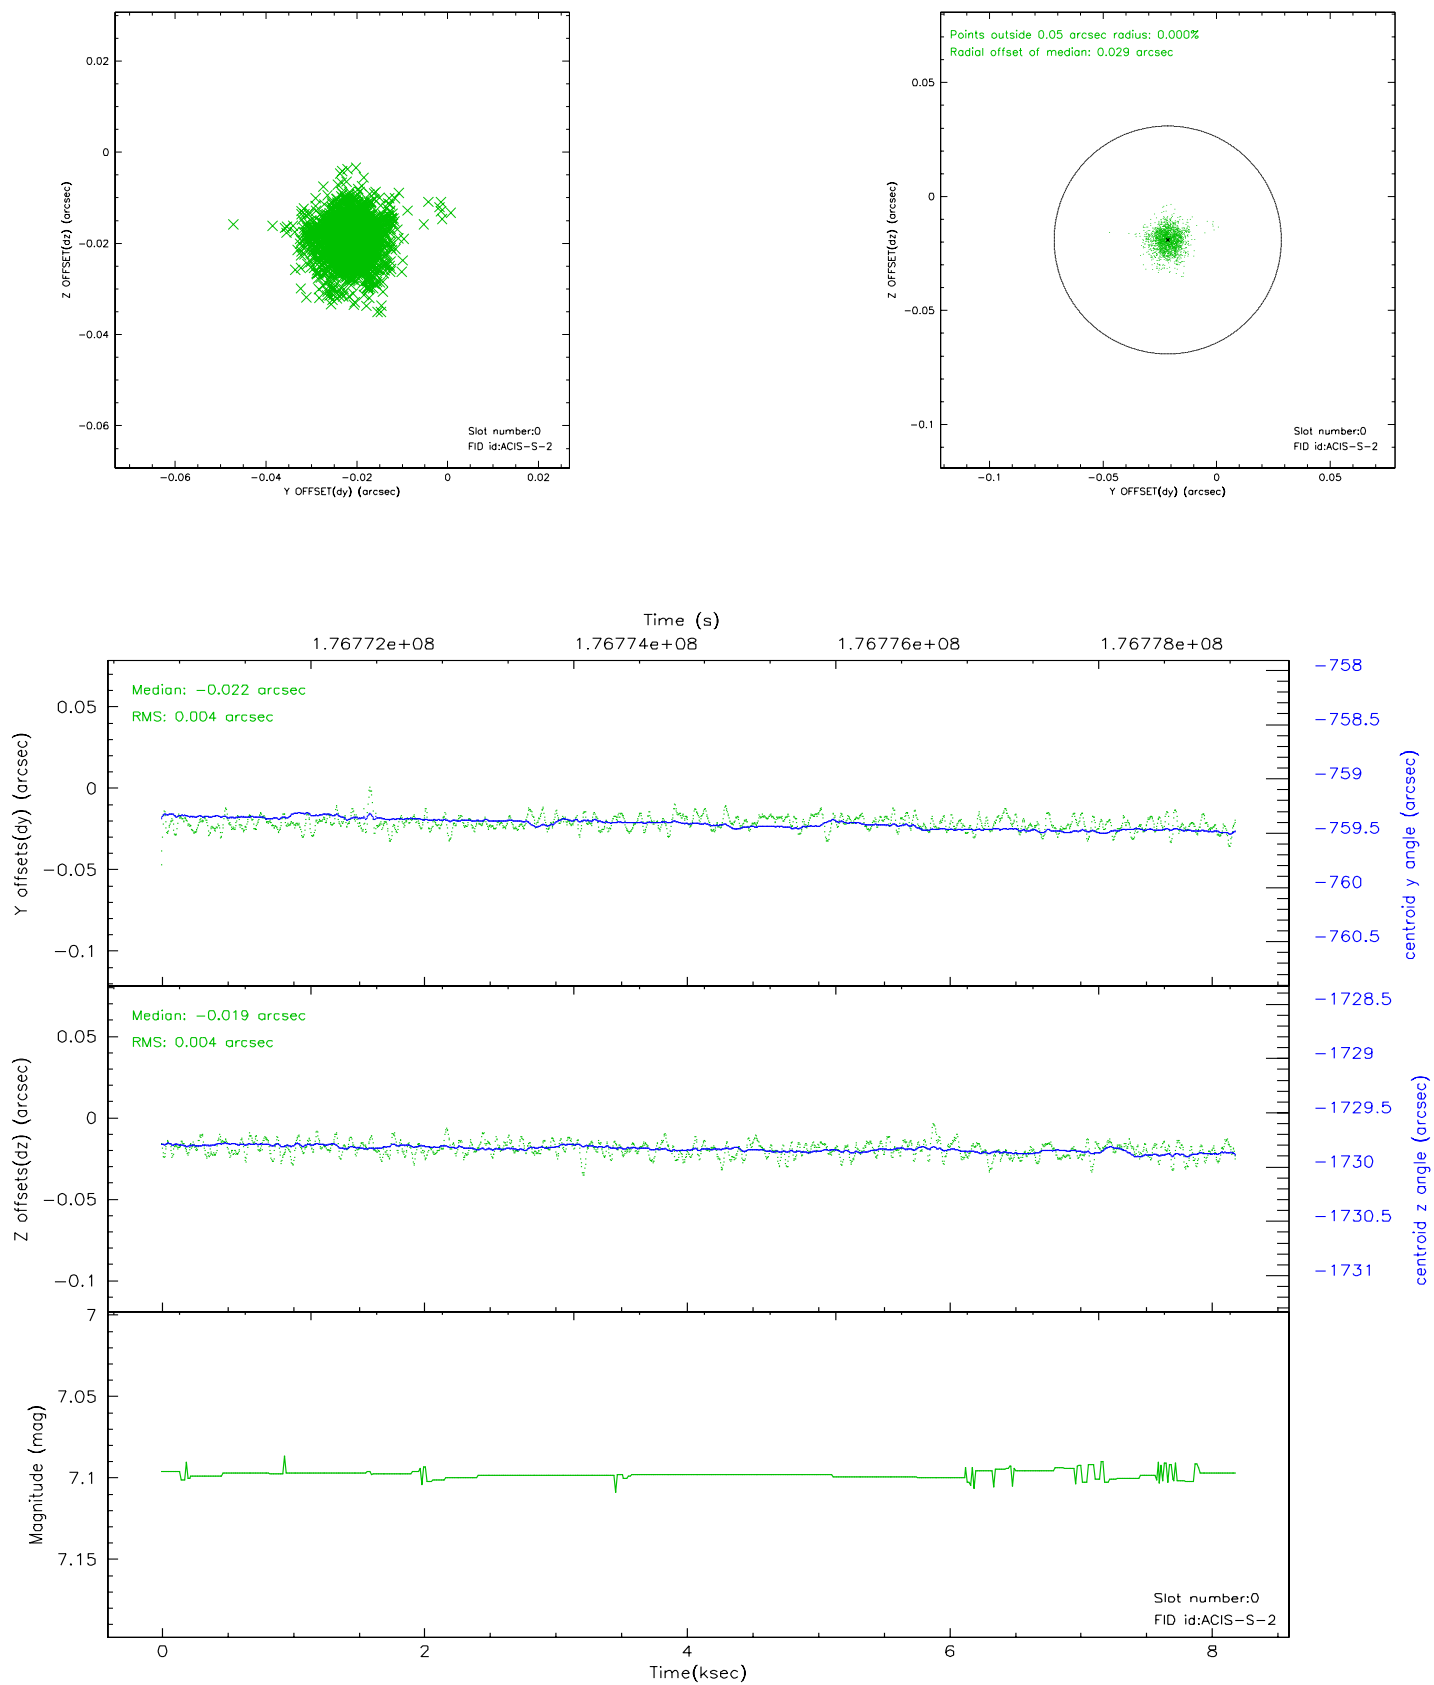 0.02
0
-0.02
-0.04
-0.06
Z OFFSET(dz) (arcsec)
Slot number:0
FID id:ACIS-S-2
-0.06 -0.04 -0.02 0 0.02
Y OFFSET(dy) (arcsec)
Points outside 0.05 arcsec radius: 0.000%
Radial offset of median: 0.029 arcsec
0.05
0
-0.05
-0.1
Z OFFSET(dz) (arcsec)
Slot number:0
FID id:ACIS-S-2
-0.1 -0.05 0 0.05
Y OFFSET(dy) (arcsec)
Time (s)
1.76772e+08 1.76774e+08 1.76776e+08 1.76778e+08
Median: -0.022 arcsec
RMS: 0.004 arcsec
0.05
0
-0.05
-0.1
Y offsets(dy) (arcsec)
-758
-758.5
-759
-759.5
-760
-760.5
centroid y angle (arcsec)
Median: -0.019 arcsec
RMS: 0.004 arcsec
0.05
0
-0.05
-0.1
Z offsets(dz) (arcsec)
-1728.5
-1729
-1729.5
-1730
-1730.5
-1731
centroid z angle (arcsec)
7
7.05
7.1
7.15
Magnitude (mag)
Slot number:0
FID id:ACIS-S-2
0 2 4 6 8
Time(ksec)